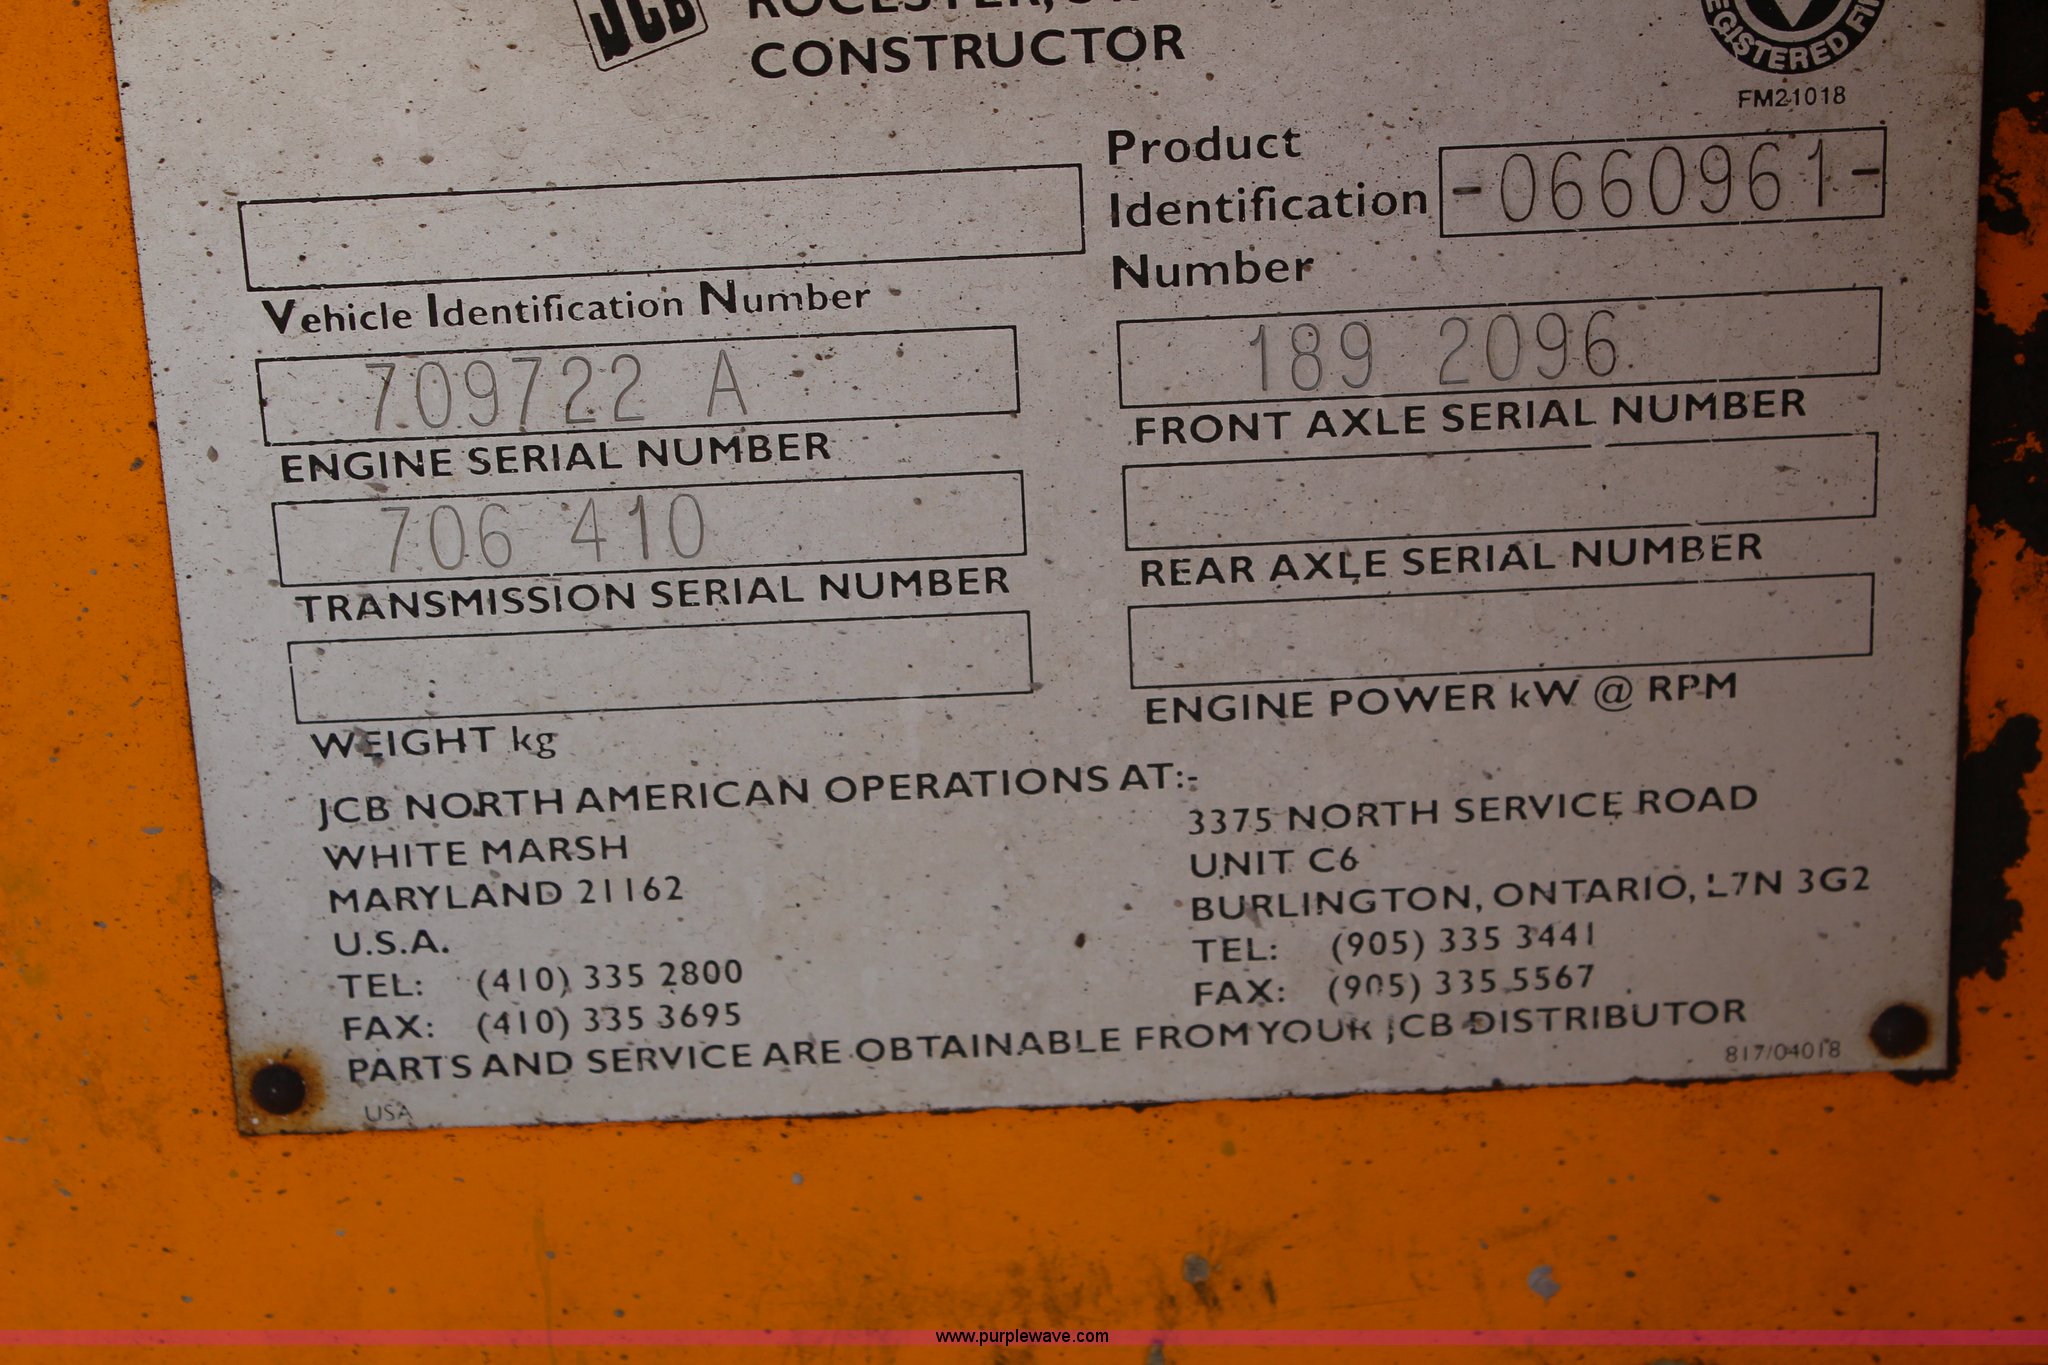 JCB
CONSTRUCTOR
EGISTERED
FM21018
Product
Identification
Number
-0660961-
Vehicle Identification Number
709722 A
189 2096
ENGINE SERIAL NUMBER
FRONT AXLE SERIAL NUMBER
706 410
TRANSMISSION SERIAL NUMBER
REAR AXLE SERIAL NUMBER
WEIGHT kg
ENGINE POWER kW @ RPM
JCB NORTH AMERICAN OPERATIONS AT:-
WHITE MARSH
MARYLAND 21162
U.S.A.
TEL: (410) 335 2800
FAX: (410) 335 3695
3375 NORTH SERVICE ROAD
UNIT C6
BURLINGTON, ONTARIO, L7N 3G2
TEL: (905) 335 3441
FAX: (905) 335 5567
PARTS AND SERVICE ARE OBTAINABLE FROM YOUR JCB DISTRIBUTOR
817/04018
USA
www.purplewave.com